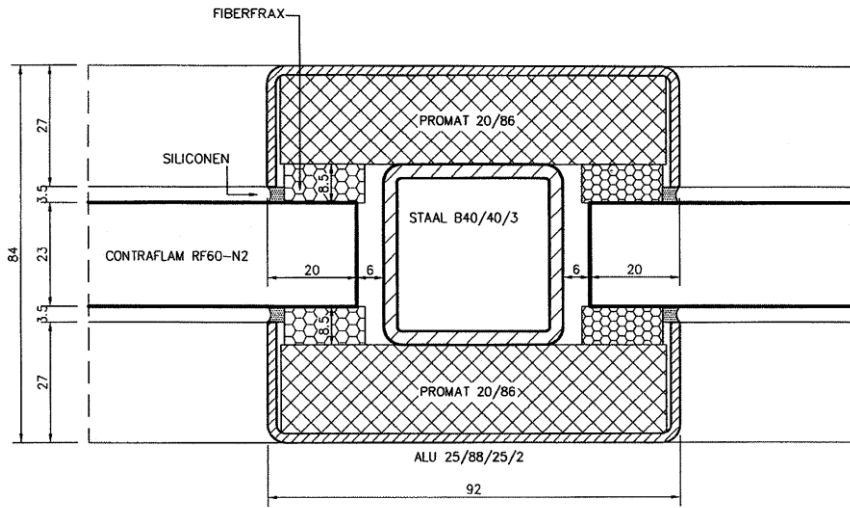 FIBERFRAX
PROMAT 20/86
27
SILICONEN
8.5
3.5
STAAL B40/40/3
84
CONTRAFLAM RF60-N2
23
20
6
6
20
3.5
8.5
27
PROMAT 20/86
ALU 25/88/25/2
92